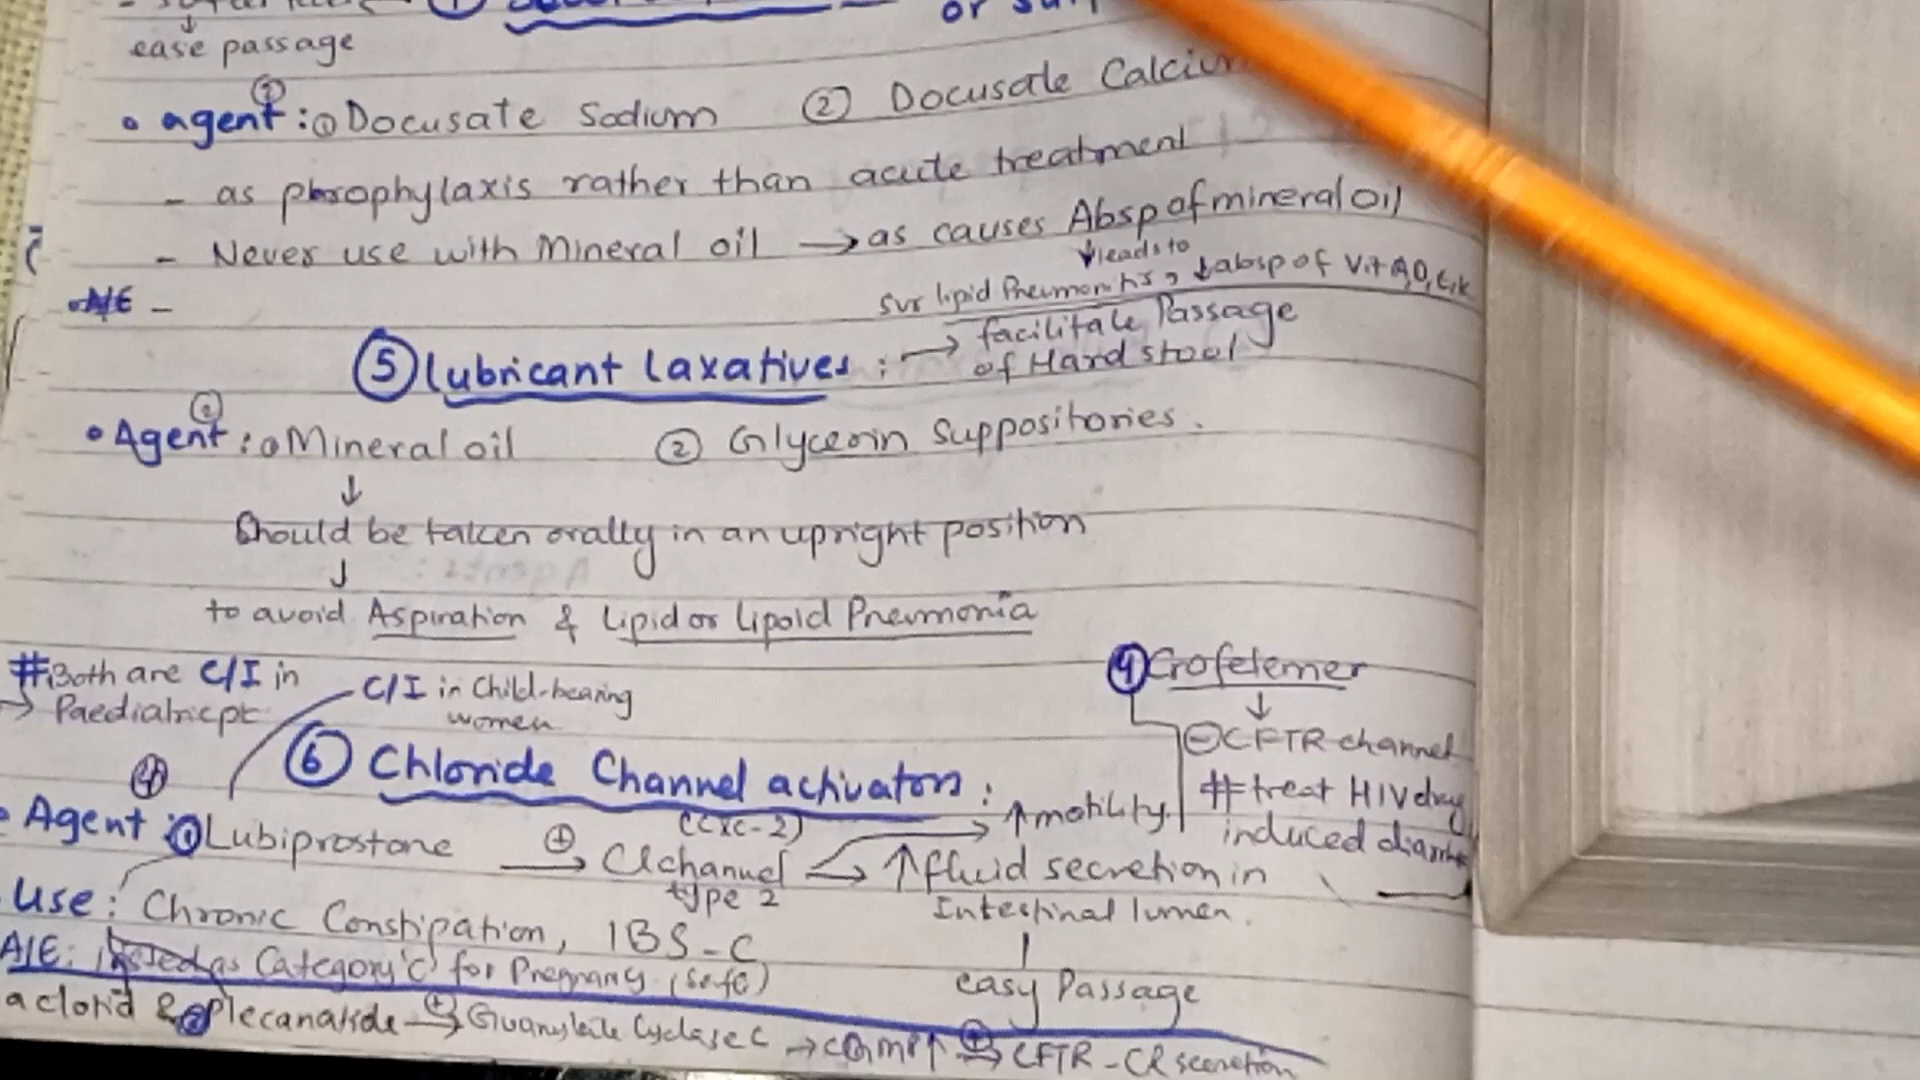 ease passage
or
• agent : ① Docusate Sodium ② Docusate Calcium
- as prophylaxis rather than acute treatment
- Never use with Mineral oil → as causes Absp of mineral oil
↓ leads to
lipid Pneumonitis, ↓ absp of Vit A,D,E,K
• A/E -
⑤ lubricant laxatives : → facilitate Passage
of Hard stool
②
• Agent : ① Mineral oil ② Glycerin Suppositories .
↓
Should be taken orally in an upright position
↓
to avoid Aspiration & Lipid or Lipoid Pneumonia
# Both are C/I in
→ Paediatric pt
C/I in Child-bearing
women
④ Crofelemer
↓
⊖ CFTR channel
# treat HIV drug
induced
⑥ Chloride Channel activators :
④
• Agent : ① Lubiprostone ⊕→ Cl channel
type 2
↑ motility
↑ fluid secretion in
Intestinal lumen.
easy Passage
Use : Chronic Constipation, IBS-C
A/E : listed as Category 'C' for Pregnancy (safe)
aclotid & ② Plecanatide ⊕→ Guanylate Cyclase C → cGMP↑ ⊕→ CFTR - Cl secretion